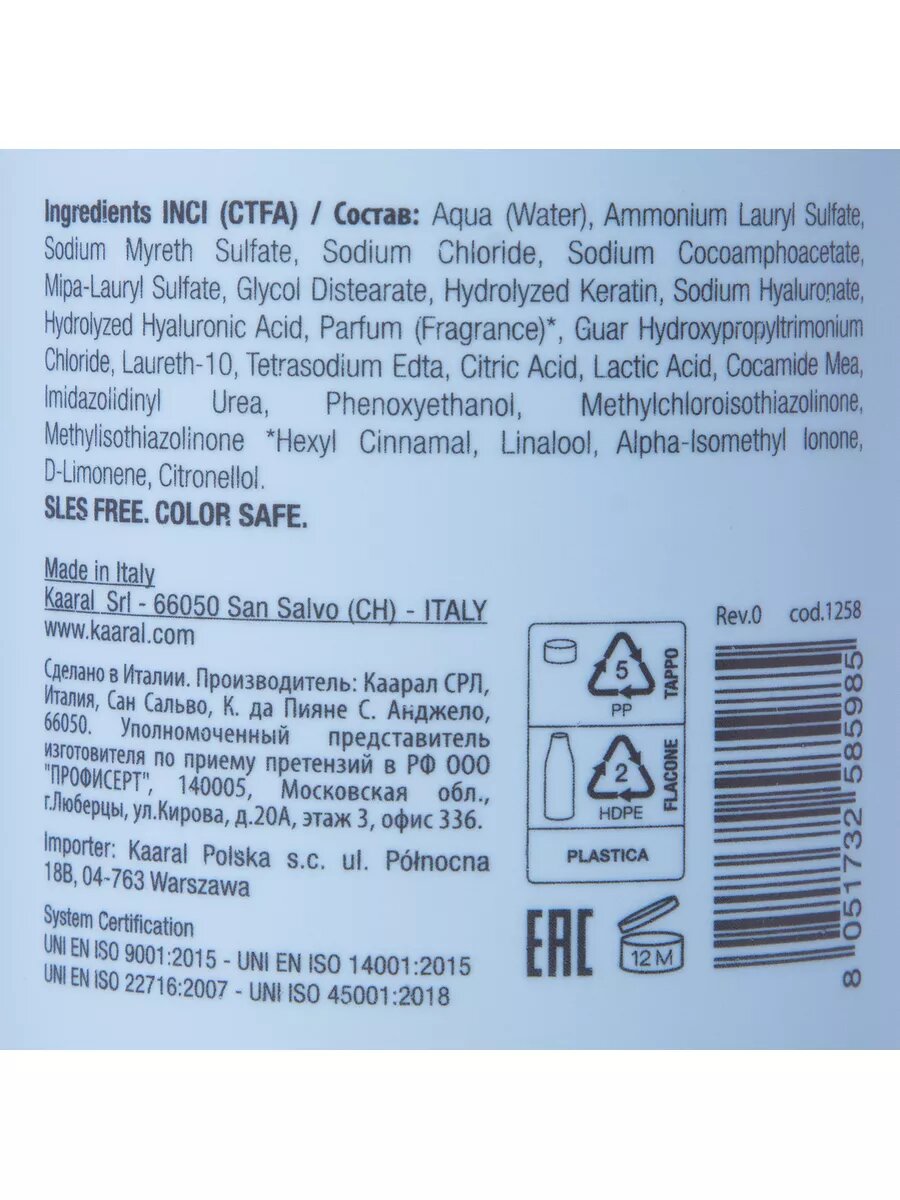 Ingredients INCI (CTFA) / Состав: Aqua (Water), Ammonium Lauryl Sulfate,
Sodium Myreth Sulfate, Sodium Chloride, Sodium Cocoamphoacetate,
Mipa-Lauryl Sulfate, Glycol Distearate, Hydrolyzed Keratin, Sodium Hyaluronate,
Hydrolyzed Hyaluronic Acid, Parfum (Fragrance)*, Guar Hydroxypropyltrimonium
Chloride, Laureth-10, Tetrasodium Edta, Citric Acid, Lactic Acid, Cocamide Mea,
Imidazolidinyl Urea, Phenoxyethanol, Methylchloroisothiazolinone,
Methylisothiazolinone *Hexyl Cinnamal, Linalool, Alpha-Isomethyl Ionone,
D-Limonene, Citronellol.
SLES FREE. COLOR SAFE.
Made in Italy
Kaaral Srl - 66050 San Salvo (CH) - ITALY
www.kaaral.com
Сделано в Италии. Производитель: Каарал СРЛ,
Италия, Сан Сальво, К. да Пияне С. Анджело,
66050. Уполномоченный представитель
изготовителя по приему претензий в РФ ООО
"ПРОФИСЕРТ", 140005, Московская обл.,
г.Люберцы, ул.Кирова, д.20А, этаж 3, офис 336.
Importer: Kaaral Polska s.c. ul. Północna
18B, 04-763 Warszawa
System Certification
UNI EN ISO 9001:2015 - UNI EN ISO 14001:2015
UNI EN ISO 22716:2007 - UNI ISO 45001:2018
5
PP
TAPPO
2
HDPE
FLACONE
PLASTICA
EAC
12 M
Rev.0 cod.1258
8 051732 585985